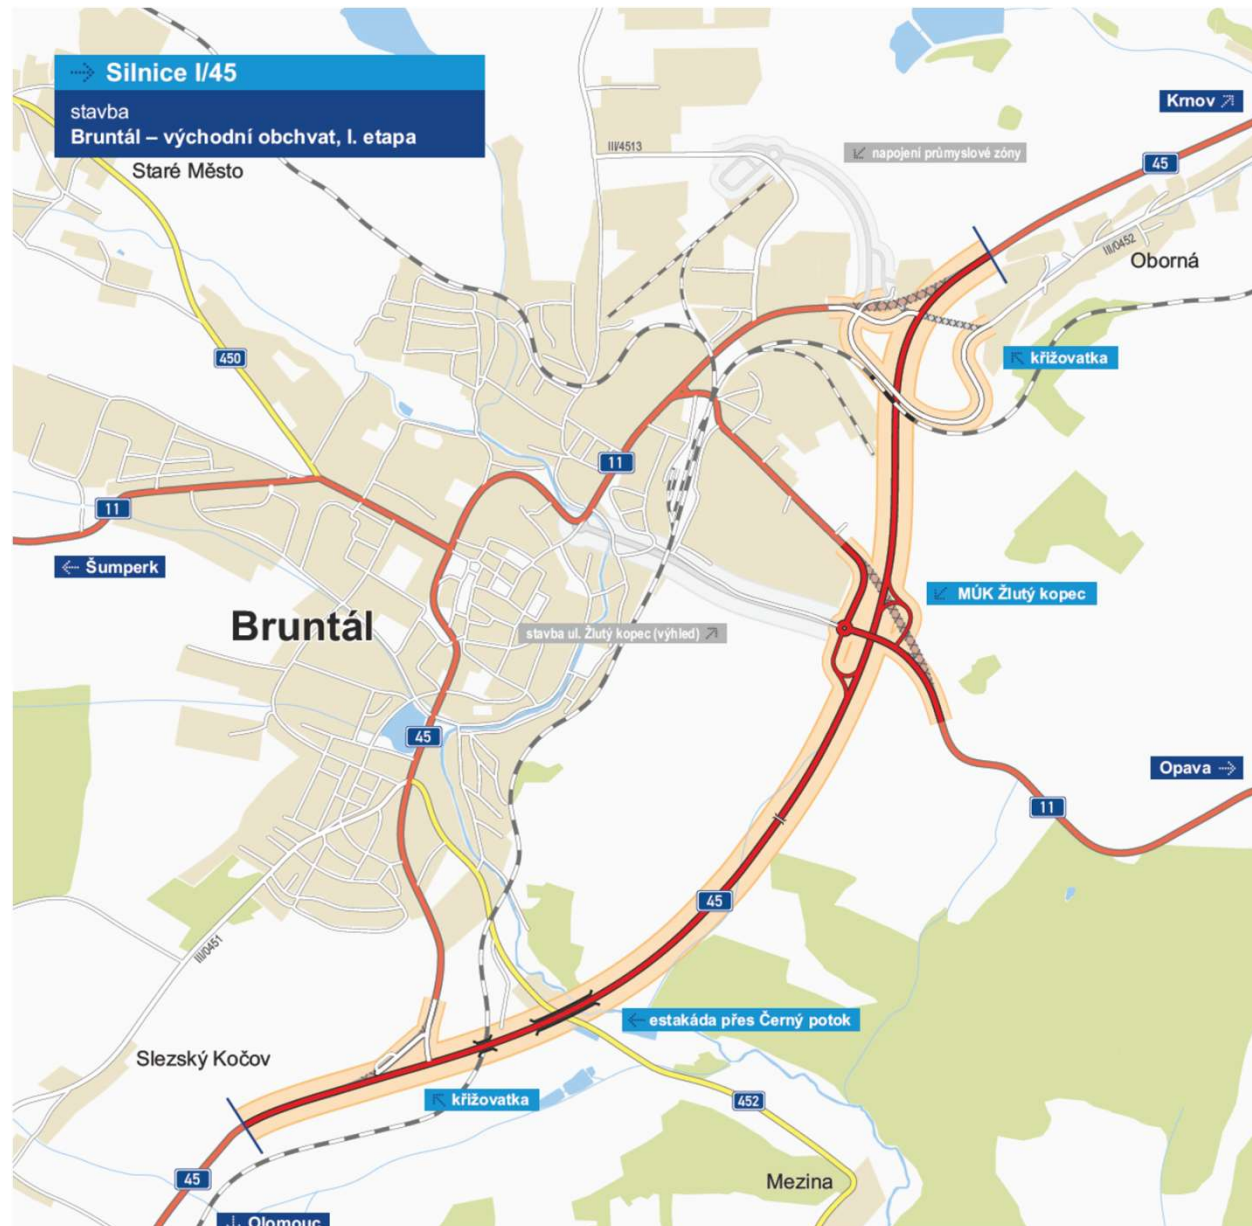 Silnice I/45
stavba
Bruntál – východní obchvat, I. etapa
Krnov
III/4513
napojení průmyslové zóny
45
Staré Město
III/0452
Oborná
450
křižovatka
11
11
Šumperk
MÚK Žlutý kopec
Bruntál
stavba ul. Žlutý kopec (výhled)
45
Opava
11
45
III/0451
estakáda přes Černý potok
Slezský Kočov
křižovatka
452
45
Mezina
Olomouc